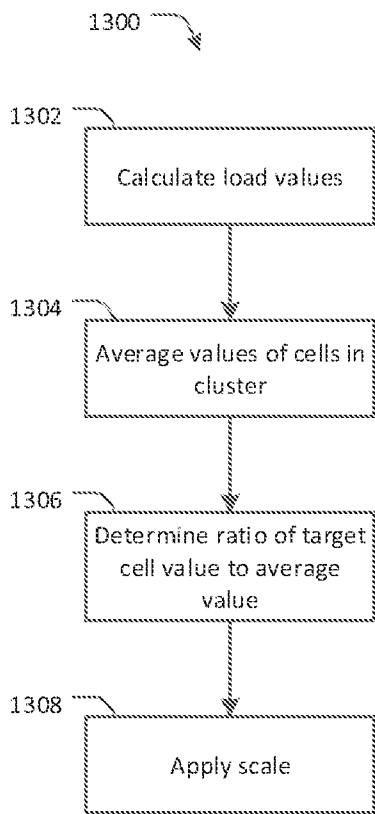 1300
1302
Calculate load values
1304
Average values of cells in
cluster
1306
Determine ratio of target
cell value to average
value
1308
Apply scale